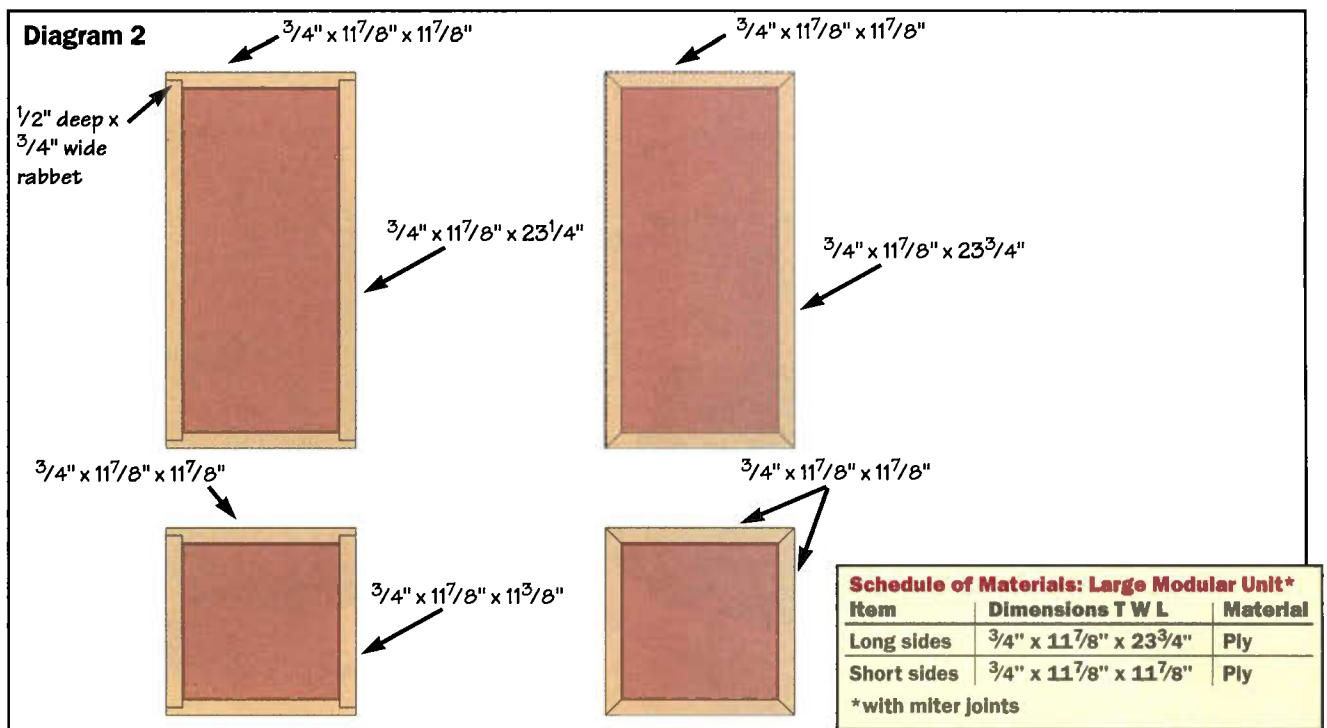 Diagram 2
3/4" x 11 7/8" x 11 7/8"
3/4" x 11 7/8" x 11 7/8"
1/2" deep x
3/4" wide
rabbet
3/4" x 11 7/8" x 23 1/4"
3/4" x 11 7/8" x 23 3/4"
3/4" x 11 7/8" x 11 7/8"
3/4" x 11 7/8" x 11 7/8"
3/4" x 11 7/8" x 11 3/8"
Schedule of Materials: Large Modular Unit*
Item Dimensions T W L Material
Long sides 3/4" x 11 7/8" x 23 3/4" Ply
Short sides 3/4" x 11 7/8" x 11 7/8" Ply
*with miter joints